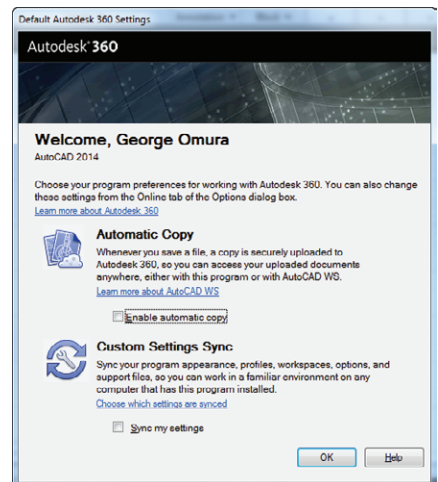 Default Autodesk 360 Settings
Autodesk® 360
Welcome, George Omura
AutoCAD 2014
Choose your program preferences for working with Autodesk 360. You can also change
these settings from the Online tab of the Options dialog box.
Learn more about Autodesk 360
Automatic Copy
Whenever you save a file, a copy is securely uploaded to
Autodesk 360, so you can access your uploaded documents
anywhere, either with this program or with AutoCAD WS.
Learn more about AutoCAD WS
Enable automatic copy
Custom Settings Sync
Sync your program appearance, profiles, workspaces, options, and
support files, so you can work in a familiar environment on any
computer that has this program installed.
Choose which settings are synced
Sync my settings
OK
Help